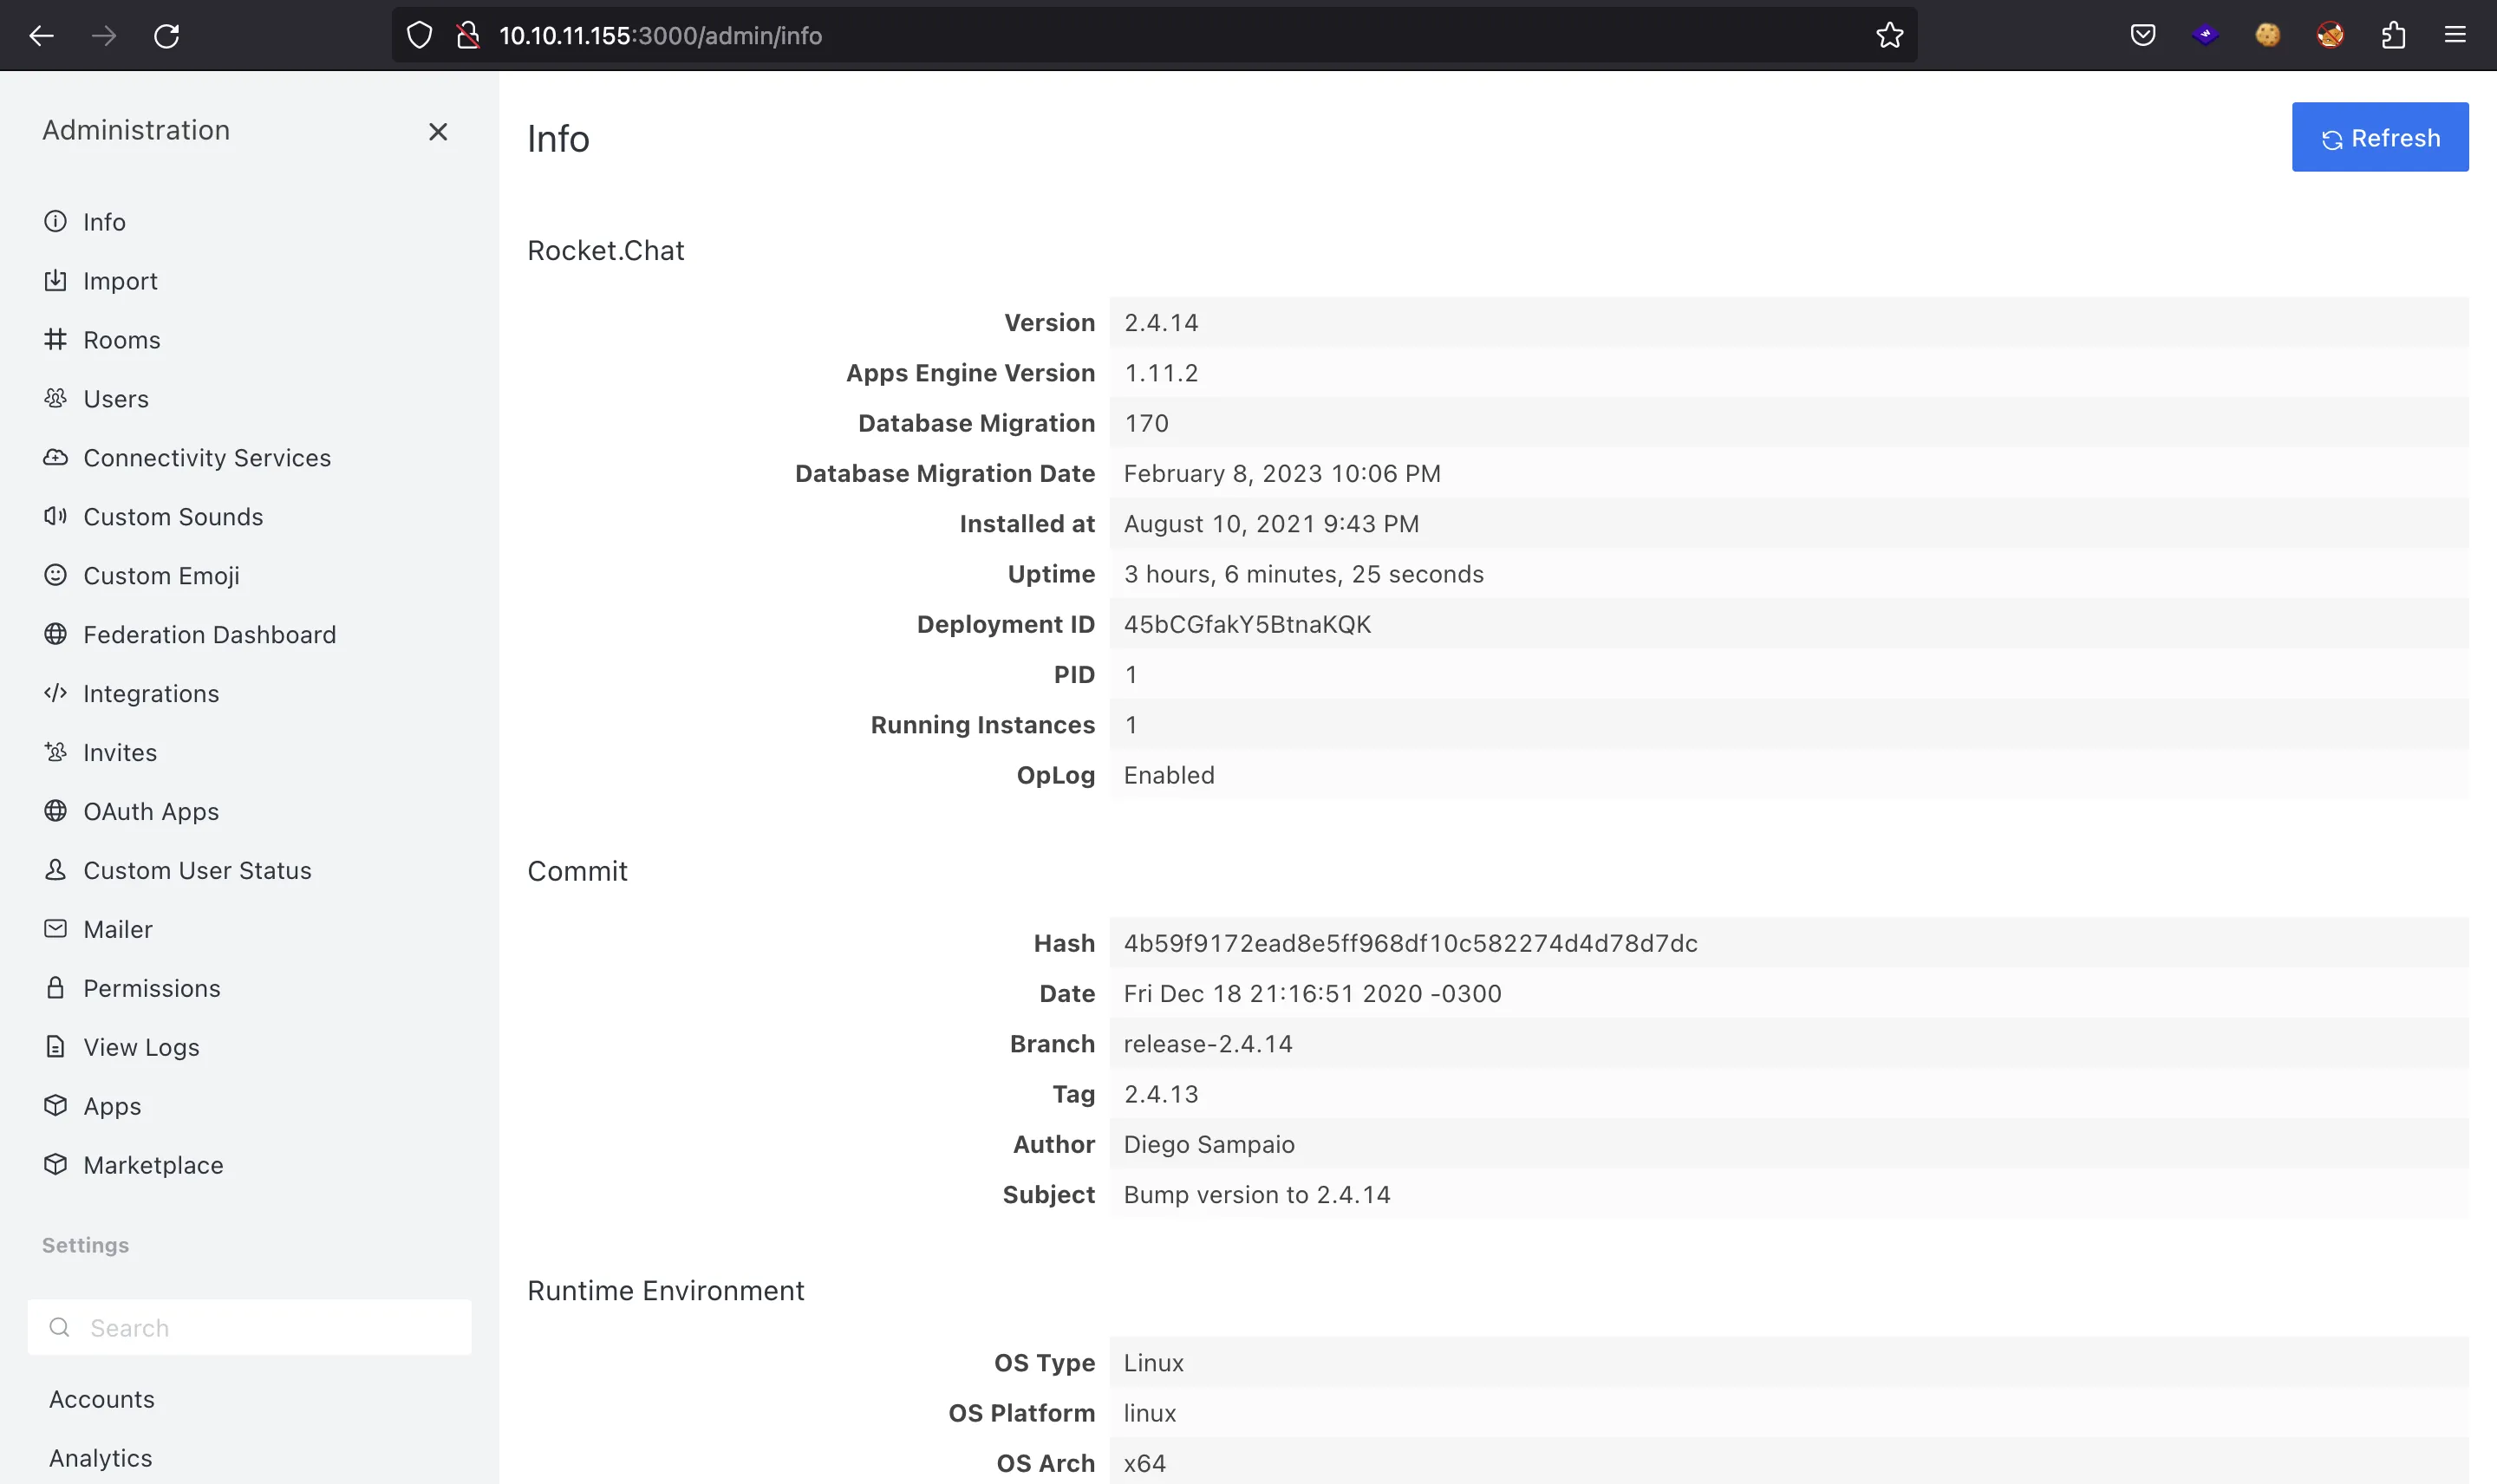 10.10.11.155:3000/admin/info
Administration
Info
Import
Rooms
Users
Connectivity Services
Custom Sounds
Custom Emoji
Federation Dashboard
Integrations
Invites
OAuth Apps
Custom User Status
Mailer
Permissions
View Logs
Apps
Marketplace
Settings
Search
Accounts
Analytics
Info
Refresh
Rocket.Chat
Version 2.4.14
Apps Engine Version 1.11.2
Database Migration 170
Database Migration Date February 8, 2023 10:06 PM
Installed at August 10, 2021 9:43 PM
Uptime 3 hours, 6 minutes, 25 seconds
Deployment ID 45bCGfakY5BtnaKQK
PID 1
Running Instances 1
OpLog Enabled
Commit
Hash 4b59f9172ead8e5ff968df10c582274d4d78d7dc
Date Fri Dec 18 21:16:51 2020 -0300
Branch release-2.4.14
Tag 2.4.13
Author Diego Sampaio
Subject Bump version to 2.4.14
Runtime Environment
OS Type Linux
OS Platform linux
OS Arch x64